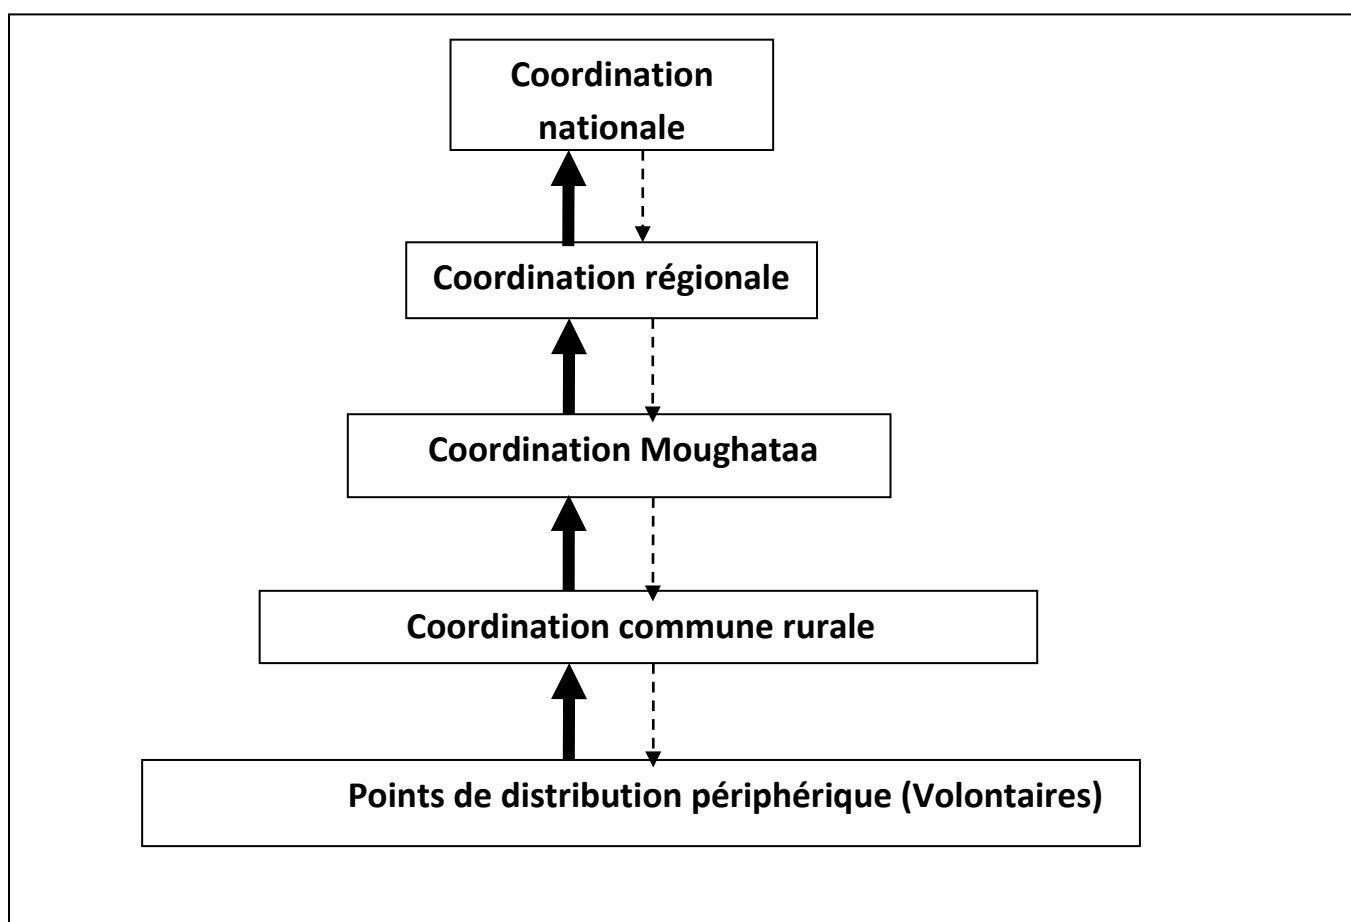 Coordination
nationale
Coordination régionale
Coordination Moughataa
Coordination commune rurale
Points de distribution périphérique (Volontaires)